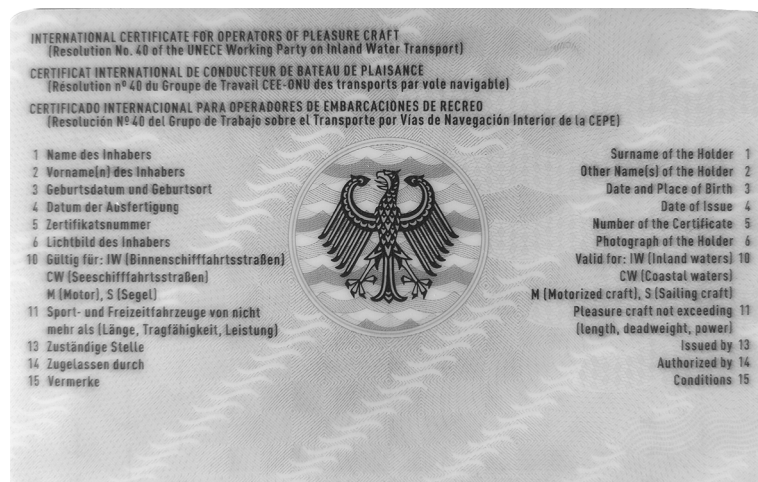 INTERNATIONAL CERTIFICATE FOR OPERATORS OF PLEASURE CRAFT
(Resolution No. 40 of the UNECE Working Party on Inland Water Transport)
CERTIFICAT INTERNATIONAL DE CONDUCTEUR DE BATEAU DE PLAISANCE
(Résolution nº 40 du Groupe de Travail CEE-ONU des transports par voie navigable)
CERTIFICADO INTERNACIONAL PARA OPERADORES DE EMBARCACIÓNES DE RECREO
(Resolución Nº 40 del Grupo de Trabajo sobre el Transporte por Vías de Navegación Interior de la CEPE)
1 Name des Inhabers
2 Vorname(n) des Inhabers
3 Geburtsdatum und Geburtsort
4 Datum der Ausfertigung
5 Zertifikatsnummer
6 Lichtbild des Inhabers
10 Gültig für: IW (Binnenschifffahrtsstraßen)
CW (Seeschifffahrtsstraßen)
M (Motor), S (Segel)
11 Sport- und Freizeitfahrzeuge von nicht
mehr als (Länge, Tragfähigkeit, Leistung)
13 Zuständige Stelle
14 Zugelassen durch
15 Vermerke
Surname of the Holder 1
Other Name(s) of the Holder 2
Date and Place of Birth 3
Date of Issue 4
Number of the Certificate 5
Photograph of the Holder 6
Valid for: IW (Inland waters) 10
CW (Coastal waters)
M (Motorized craft), S (Sailing craft)
Pleasure craft not exceeding 11
(length, deadweight, power)
Issued by 13
Authorized by 14
Conditions 15